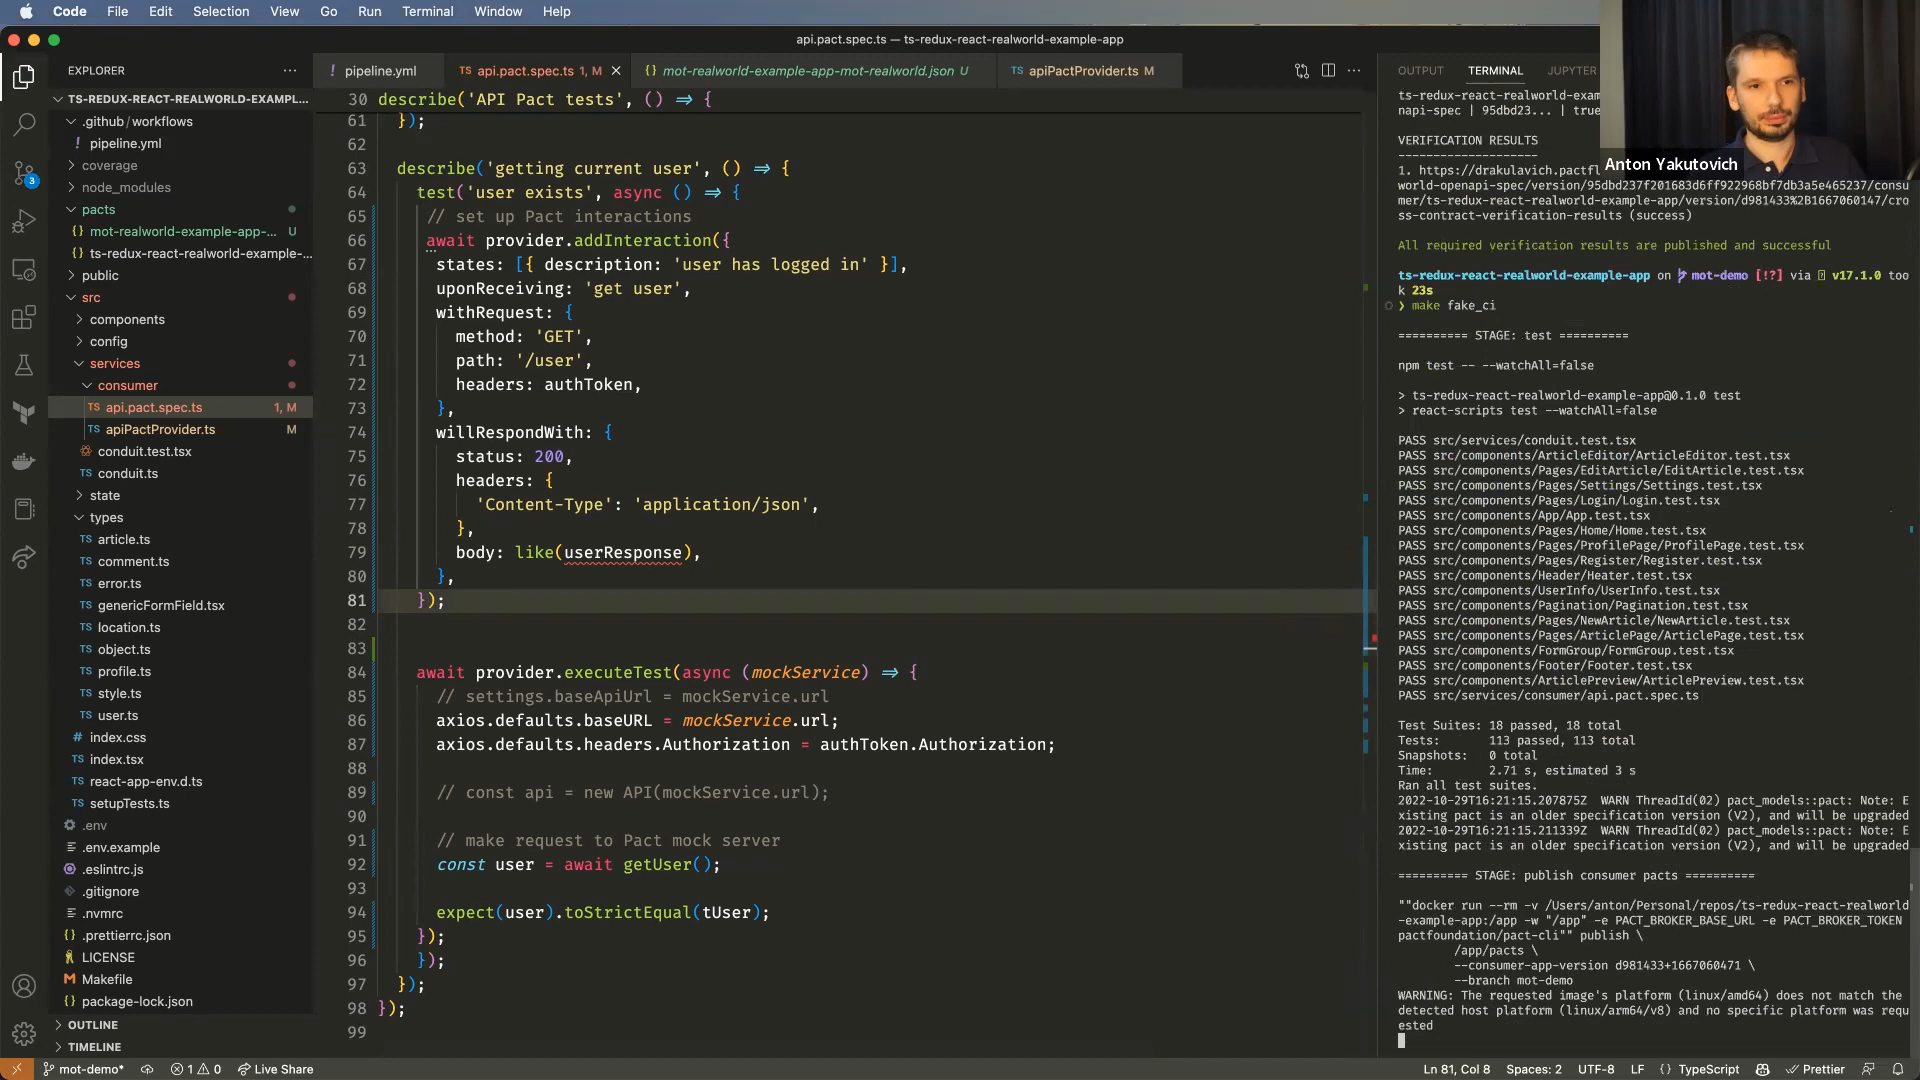 Code File Edit Selection View Go Run Terminal Window Help
api.pact.spec.ts — ts-redux-react-realworld-example-app
EXPLORER ...
TS-REDUX-REACT-REALWORLD-EXAMPL...
.github/workflows
! pipeline.yml
coverage
node_modules
pacts
{} mot-realworld-example-app-... U
{} ts-redux-react-realworld-example-...
public
src
components
config
services
consumer
TS api.pact.spec.ts 1, M
TS apiPactProvider.ts M
conduit.test.tsx
TS conduit.ts
state
types
TS article.ts
TS comment.ts
TS error.ts
TS genericFormField.tsx
TS location.ts
TS object.ts
TS profile.ts
TS style.ts
TS user.ts
# index.css
TS index.tsx
TS react-app-env.d.ts
TS setupTests.ts
.env
.env.example
.eslintrc.js
.gitignore
.nvmrc
{} .prettierrc.json
LICENSE
M Makefile
{} package-lock.json
OUTLINE
TIMELINE
3
! pipeline.yml TS api.pact.spec.ts 1, M {} mot-realworld-example-app-mot-realworld.json U TS apiPactProvider.ts M
30 describe('API Pact tests', () => {
61 });
62
63 describe('getting current user', () => {
64 test('user exists', async () => {
65 // set up Pact interactions
66 await provider.addInteraction({
67 states: [{ description: 'user has logged in' }],
68 uponReceiving: 'get user',
69 withRequest: {
70 method: 'GET',
71 path: '/user',
72 headers: authToken,
73 },
74 willRespondWith: {
75 status: 200,
76 headers: {
77 'Content-Type': 'application/json',
78 },
79 body: like(userResponse),
80 },
81 });
82
83
84 await provider.executeTest(async (mockService) => {
85 // settings.baseApiUrl = mockService.url
86 axios.defaults.baseURL = mockService.url;
87 axios.defaults.headers.Authorization = authToken.Authorization;
88
89 // const api = new API(mockService.url);
90
91 // make request to Pact mock server
92 const user = await getUser();
93
94 expect(user).toStrictEqual(tUser);
95 });
96 });
97 });
98 });
99
OUTPUT TERMINAL JUPYTER
ts-redux-react-realworld-exam
napi-spec | 95dbd23... | true
VERIFICATION RESULTS
--------------------
1. https://drakulavich.pactfl
world-openapi-spec/version/95dbd237f201683d6ff922968bf7db3a5e465237/consu
mer/ts-redux-react-realworld-example-app/version/d981433%2B1667060147/cro
ss-contract-verification-results (success)
All required verification results are published and successful
ts-redux-react-realworld-example-app on mot-demo [!?] via v17.1.0 too
k 23s
❯ make fake_ci
========== STAGE: test ==========
npm test -- --watchAll=false
> ts-redux-react-realworld-example-app@0.1.0 test
> react-scripts test --watchAll=false
PASS src/services/conduit.test.tsx
PASS src/components/ArticleEditor/ArticleEditor.test.tsx
PASS src/components/Pages/EditArticle/EditArticle.test.tsx
PASS src/components/Pages/Settings/Settings.test.tsx
PASS src/components/Pages/Login/Login.test.tsx
PASS src/components/App/App.test.tsx
PASS src/components/Pages/Home/Home.test.tsx
PASS src/components/Pages/ProfilePage/ProfilePage.test.tsx
PASS src/components/Pages/Register/Register.test.tsx
PASS src/components/Header/Heater.test.tsx
PASS src/components/UserInfo/UserInfo.test.tsx
PASS src/components/Pagination/Pagination.test.tsx
PASS src/components/Pages/NewArticle/NewArticle.test.tsx
PASS src/components/Pages/ArticlePage/ArticlePage.test.tsx
PASS src/components/FormGroup/FormGroup.test.tsx
PASS src/components/Footer/Footer.test.tsx
PASS src/components/ArticlePreview/ArticlePreview.test.tsx
PASS src/services/consumer/api.pact.spec.ts
Test Suites: 18 passed, 18 total
Tests: 113 passed, 113 total
Snapshots: 0 total
Time: 2.71 s, estimated 3 s
Ran all test suites.
2022-10-29T16:21:15.207875Z WARN ThreadId(02) pact_models::pact: Note: E
xisting pact is an older specification version (V2), and will be upgraded
2022-10-29T16:21:15.211339Z WARN ThreadId(02) pact_models::pact: Note: E
xisting pact is an older specification version (V2), and will be upgraded
========== STAGE: publish consumer pacts ==========
""docker run --rm -v /Users/anton/Personal/repos/ts-redux-react-realworld
-example-app:/app -w "/app" -e PACT_BROKER_BASE_URL -e PACT_BROKER_TOKEN
pactfoundation/pact-cli"" publish \
/app/pacts \
--consumer-app-version d981433+1667060471 \
--branch mot-demo
WARNING: The requested image's platform (linux/amd64) does not match the
detected host platform (linux/arm64/v8) and no specific platform was requ
ested
Anton Yakutovich
mot-demo* 1 0 Live Share Ln 81, Col 8 Spaces: 2 UTF-8 LF {} TypeScript Prettier